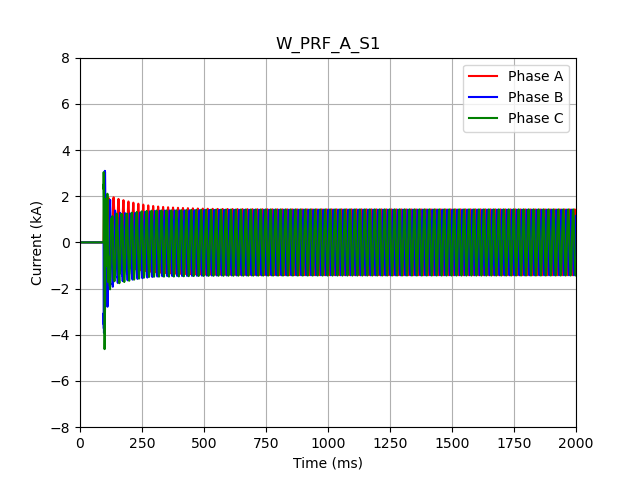 W_PRF_A_S1
8
6
4
2
0
−2
−4
−6
−8
Current (kA)
Phase A
Phase B
Phase C
0 250 500 750 1000 1250 1500 1750 2000
Time (ms)